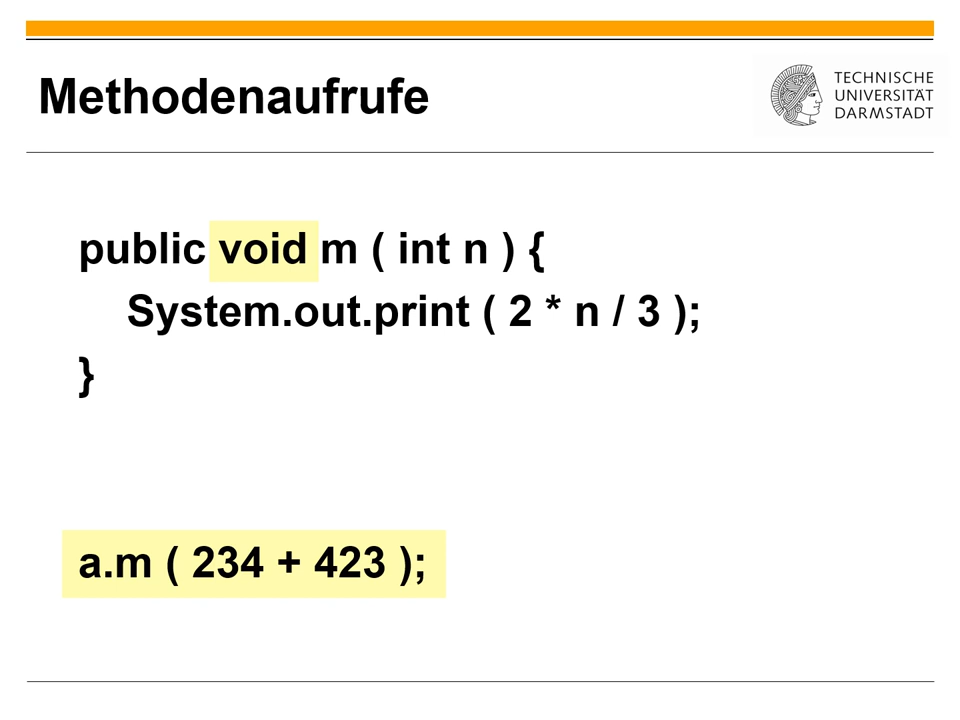 Methodenaufrufe
TECHNISCHE
UNIVERSITÄT
DARMSTADT
public void m ( int n ) {
System.out.print ( 2 * n / 3 );
}
a.m ( 234 + 423 );